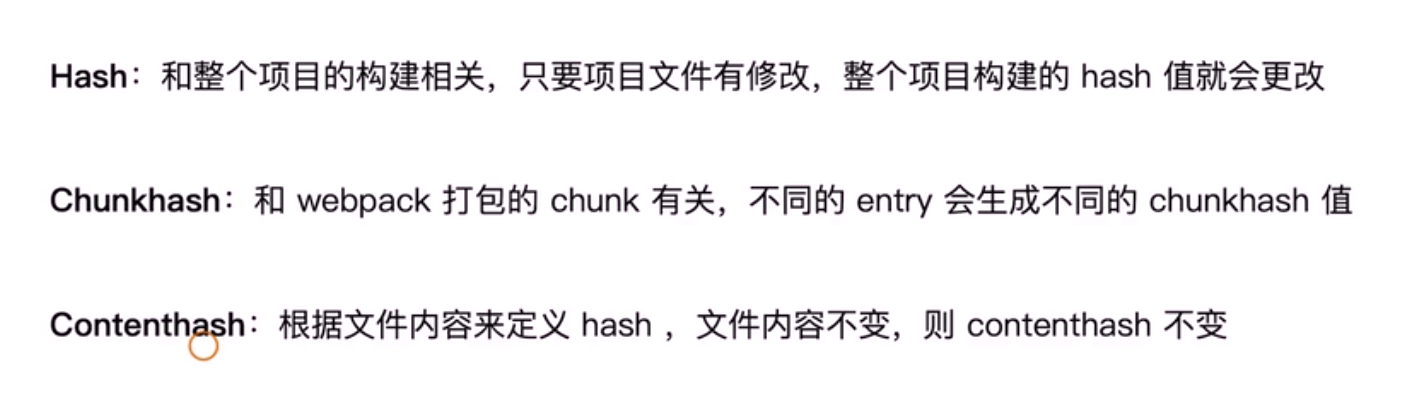 Hash：和整个项目的构建相关，只要项目文件有修改，整个项目构建的 hash 值就会更改
Chunkhash：和 webpack 打包的 chunk 有关，不同的 entry 会生成不同的 chunkhash 值
Contenthash：根据文件内容来定义 hash ，文件内容不变，则 contenthash 不变